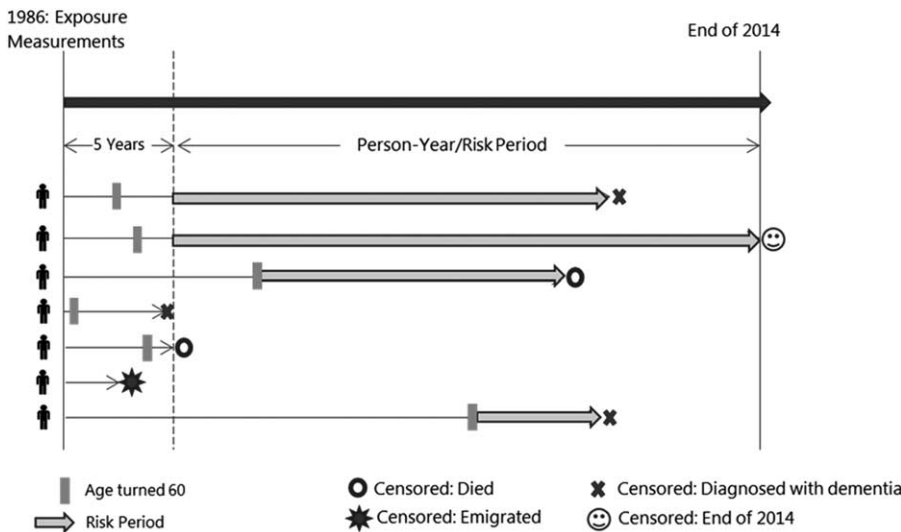 1986: Exposure
Measurements
End of 2014
5 Years
Person-Year/Risk Period
Age turned 60
Censored: Died
Censored: Diagnosed with dementia
Risk Period
Censored: Emigrated
Censored: End of 2014